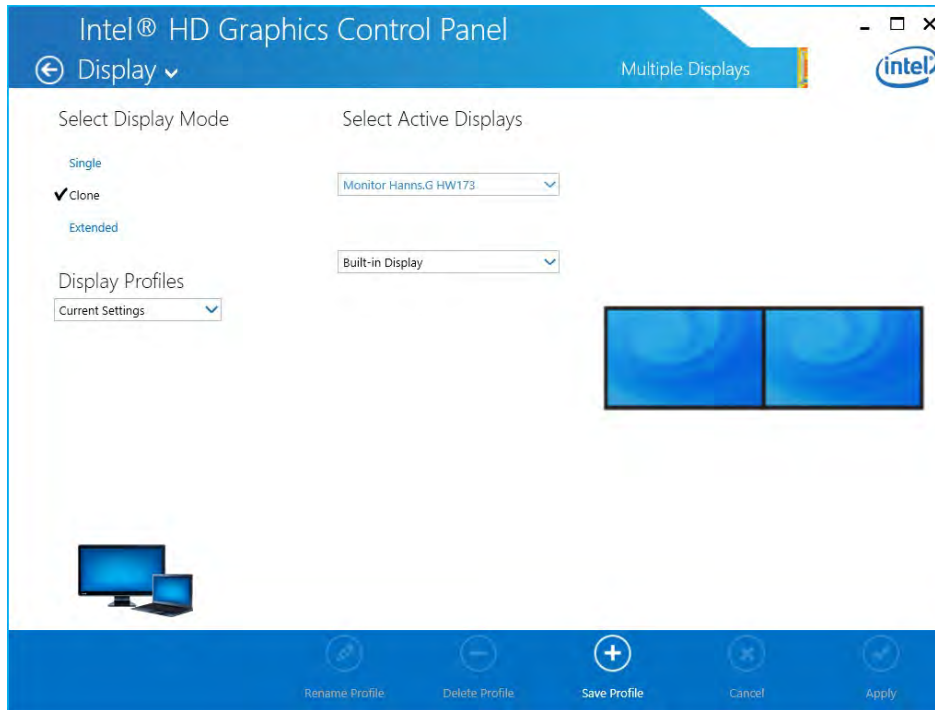 Intel® HD Graphics Control Panel
Display
Multiple Displays
intel
Select Display Mode
Select Active Displays
Single
Monitor Hanns.G HW173
Clone
Extended
Built-in Display
Display Profiles
Current Settings
Rename Profile
Delete Profile
Save Profile
Cancel
Apply